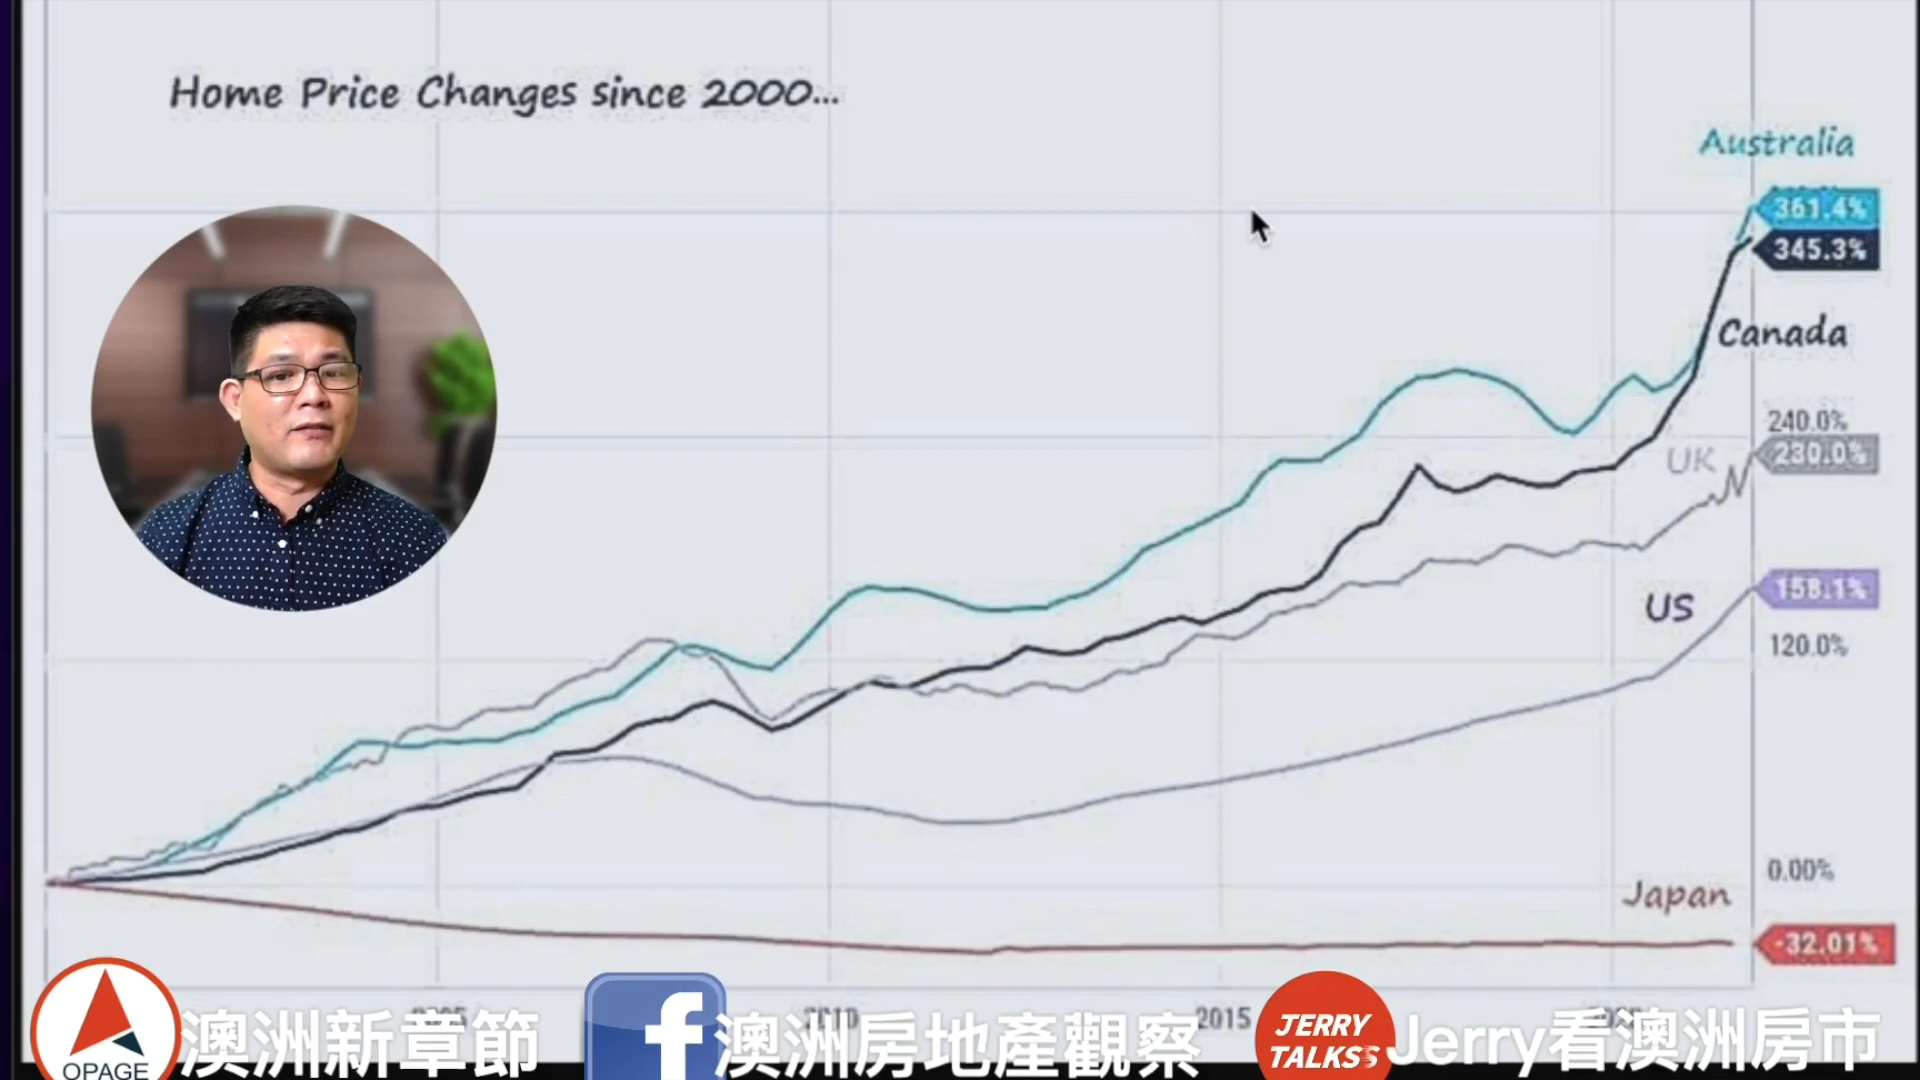 Home Price Changes since 2000...
Australia
361.4%
345.3%
Canada
240.0%
UK
230.0%
158.1%
US
120.0%
0.00%
Japan
-32.01%
2010
2015
OPAGE
澳洲新章節
f
澳洲房地產觀察
JERRY
TALKS
Jerry看澳洲房市